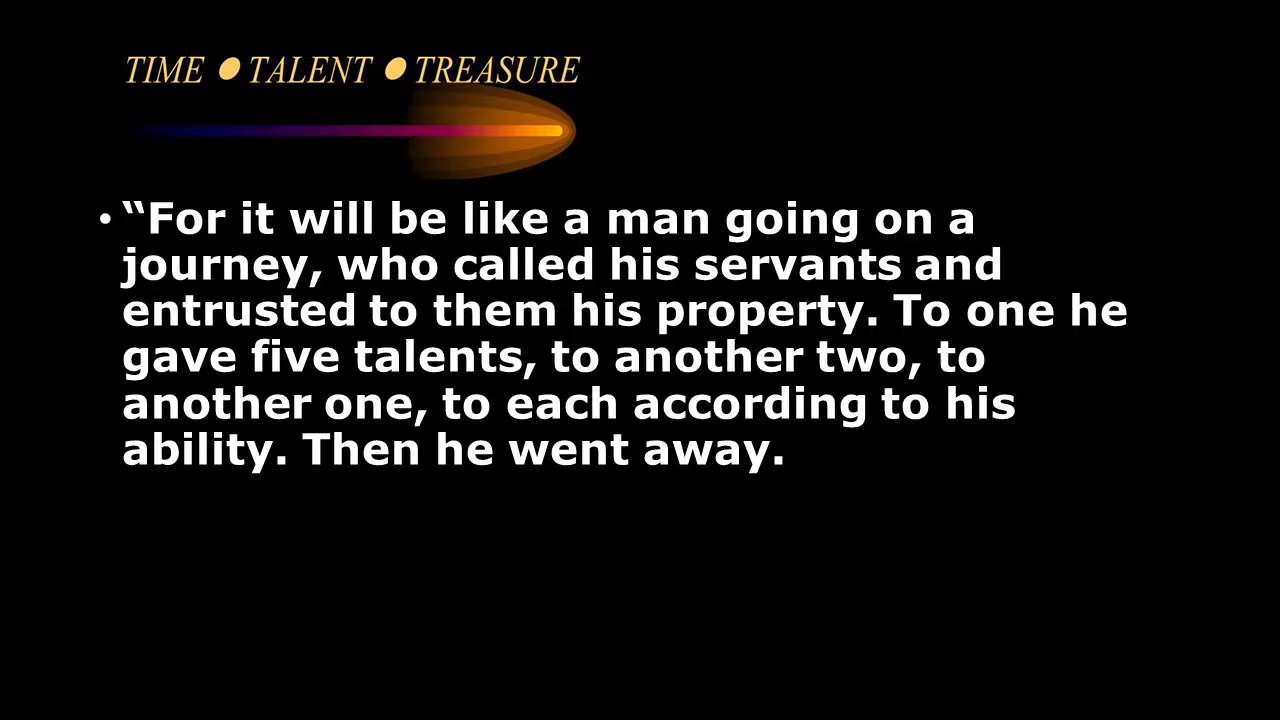 TIME ● TALENT ● TREASURE
• “For it will be like a man going on a
journey, who called his servants and
entrusted to them his property. To one he
gave five talents, to another two, to
another one, to each according to his
ability. Then he went away.